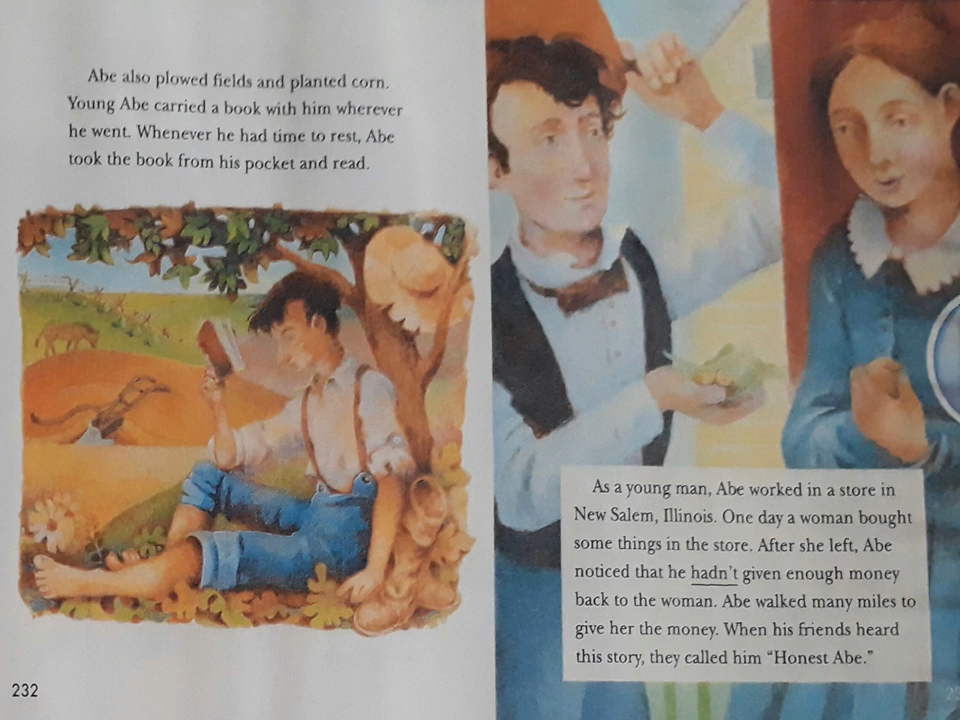 Abe also plowed fields and planted corn.
Young Abe carried a book with him wherever
he went. Whenever he had time to rest, Abe
took the book from his pocket and read.
232
As a young man, Abe worked in a store in
New Salem, Illinois. One day a woman bought
some things in the store. After she left, Abe
noticed that he hadn't given enough money
back to the woman. Abe walked many miles to
give her the money. When his friends heard
this story, they called him “Honest Abe.”